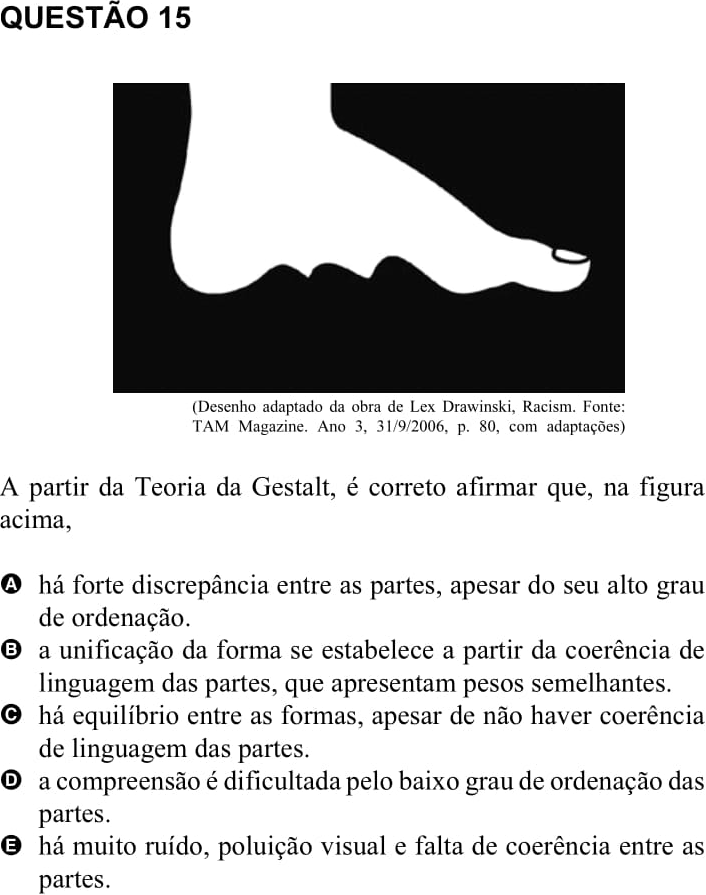 QUESTÃO 15
(Desenho adaptado da obra de Lex Drawinski, Racism. Fonte:
TAM Magazine. Ano 3, 31/9/2006, p. 80, com adaptações)
A partir da Teoria da Gestalt, é correto afirmar que, na figura
acima,
A há forte discrepância entre as partes, apesar do seu alto grau
de ordenação.
B a unificação da forma se estabelece a partir da coerência de
linguagem das partes, que apresentam pesos semelhantes.
C há equilíbrio entre as formas, apesar de não haver coerência
de linguagem das partes.
D a compreensão é dificultada pelo baixo grau de ordenação das
partes.
E há muito ruído, poluição visual e falta de coerência entre as
partes.